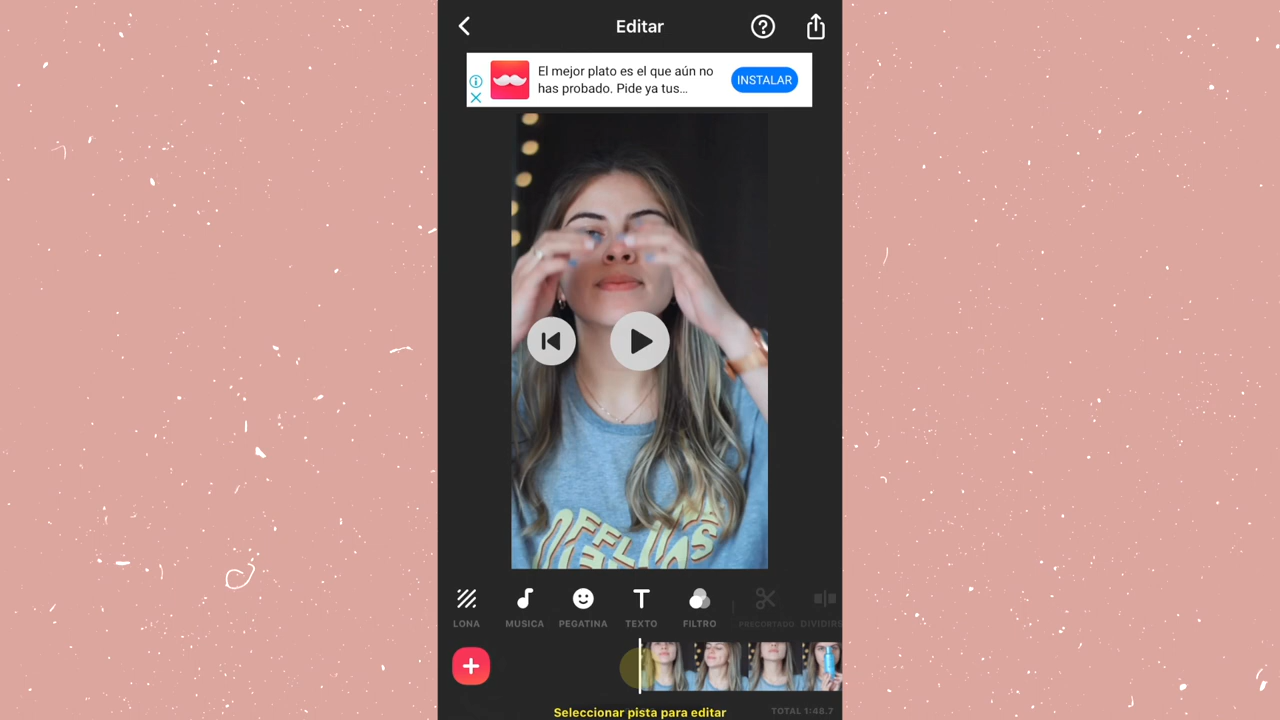 Editar
El mejor plato es el que aún no
has probado. Pide ya tus…
INSTALAR
LONA
MUSICA
PEGATINA
TEXTO
FILTRO
PRECORTADO
DIVIDIRS
Seleccionar pista para editar
TOTAL 1:48.7